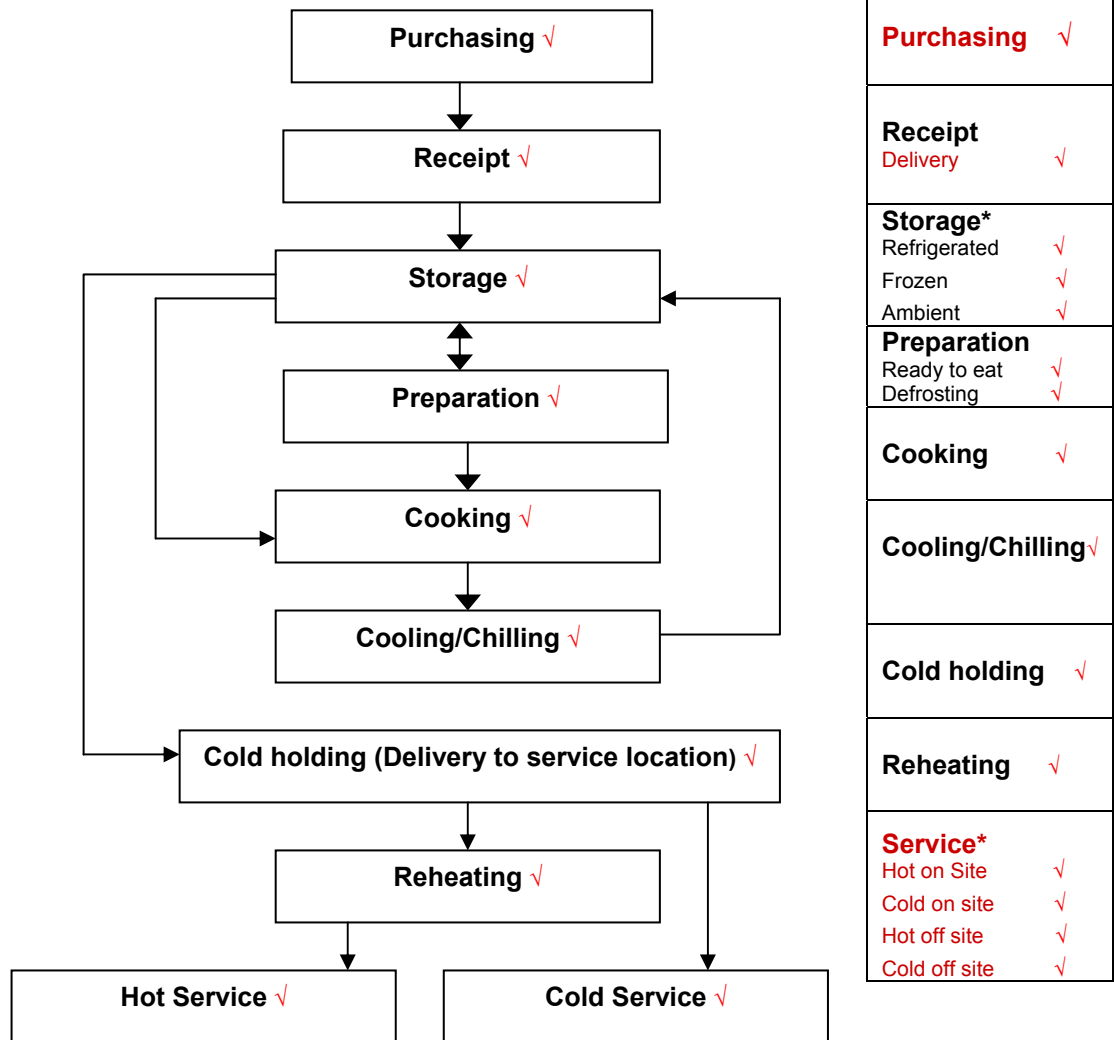 Purchasing √
Receipt √
Storage √
Preparation √
Cooking √
Cooling/Chilling √
Cold holding (Delivery to service location) √
Reheating √
Hot Service √
Cold Service √
Purchasing √
Receipt
Delivery √
Storage*
Refrigerated √
Frozen √
Ambient √
Preparation
Ready to eat √
Defrosting √
Cooking √
Cooling/Chilling √
Cold holding √
Reheating √
Service*
Hot on Site √
Cold on site √
Hot off site √
Cold off site √